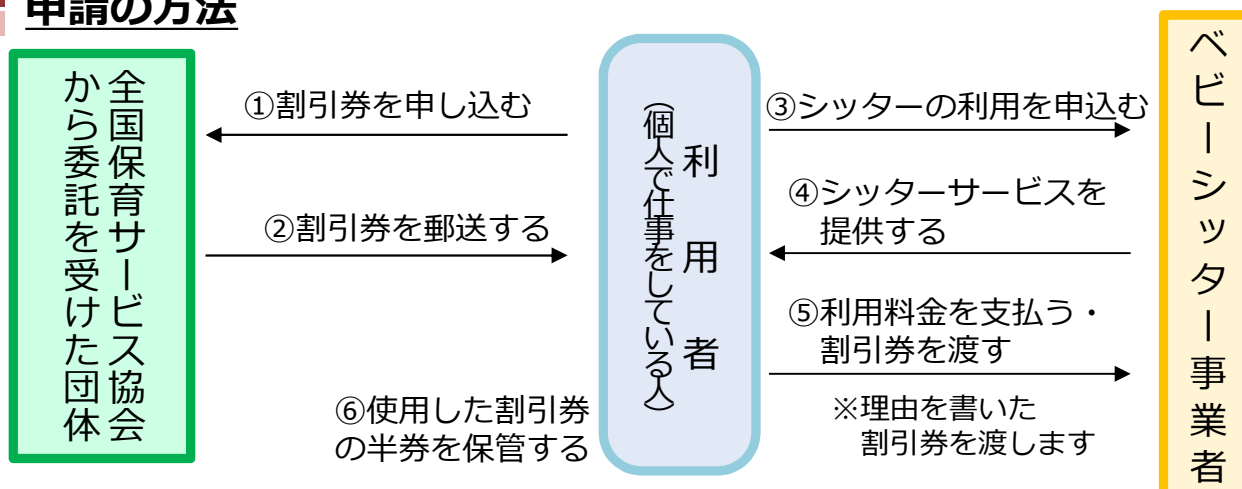 申請の方法
全国保育サービス協会
から委託を受けた団体
①割引券を申し込む
②割引券を郵送する
利用者
（個人で仕事をしている人）
③シッターの利用を申込む
④シッターサービスを
提供する
⑤利用料金を支払う・
割引券を渡す
※理由を書いた
割引券を渡します
⑥使用した割引券
の半券を保管する
ベビーシッター事業者